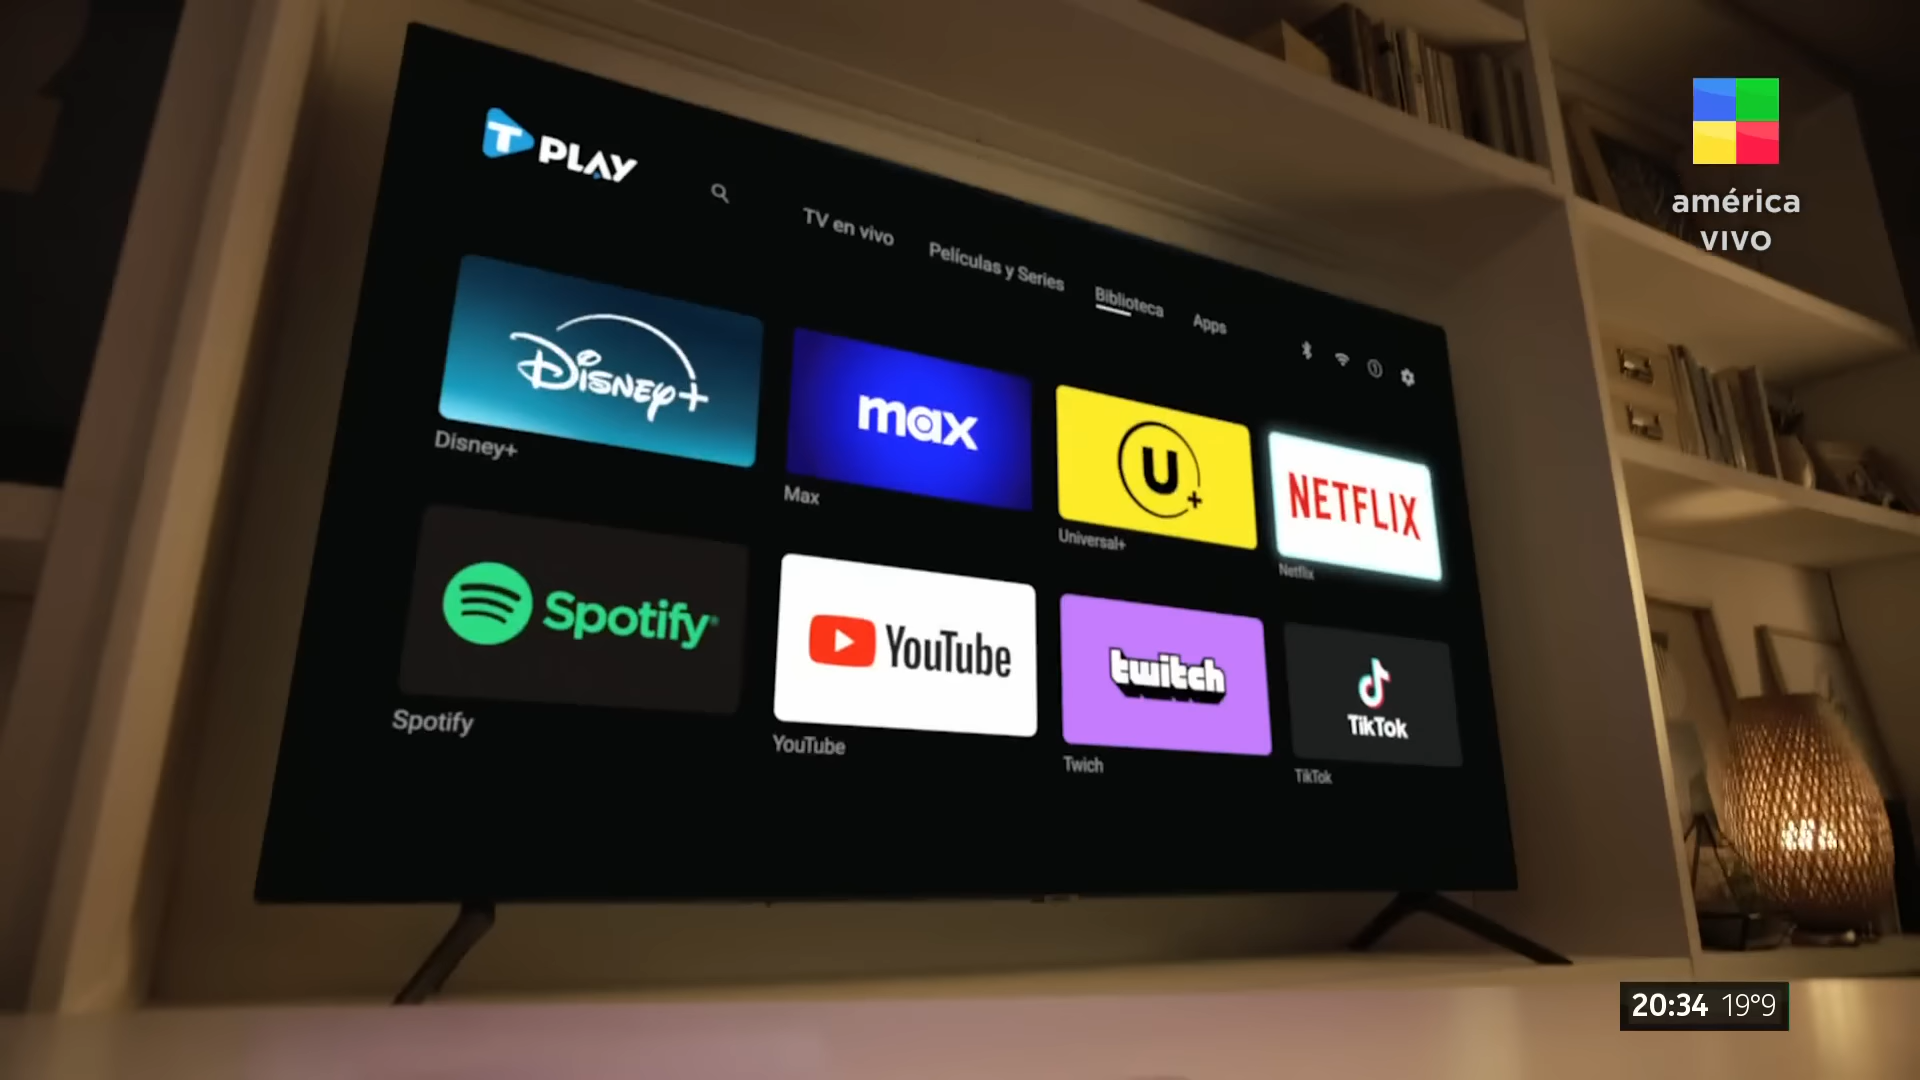 T PLAY
TV en vivo
Películas y Series
Biblioteca
Apps
américa
VIVO
Disney+
max
U+
NETFLIX
Disney+
Max
Universal+
Netflix
Spotify
YouTube
twitch
TikTok
Spotify
YouTube
Twich
TikTok
20:34 19°9